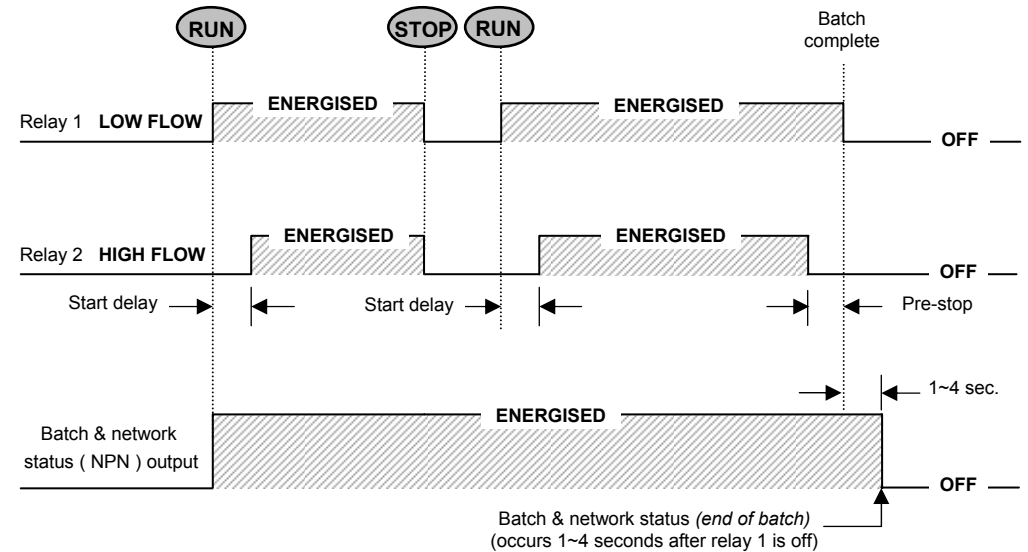 RUN STOP RUN Batch
complete
ENERGISED ENERGISED
Relay 1 LOW FLOW
OFF
ENERGISED ENERGISED
Relay 2 HIGH FLOW
OFF
Start delay Start delay Pre-stop
1~4 sec.
ENERGISED
Batch & network
status ( NPN ) output
OFF
Batch & network status (end of batch)
(occurs 1~4 seconds after relay 1 is off)